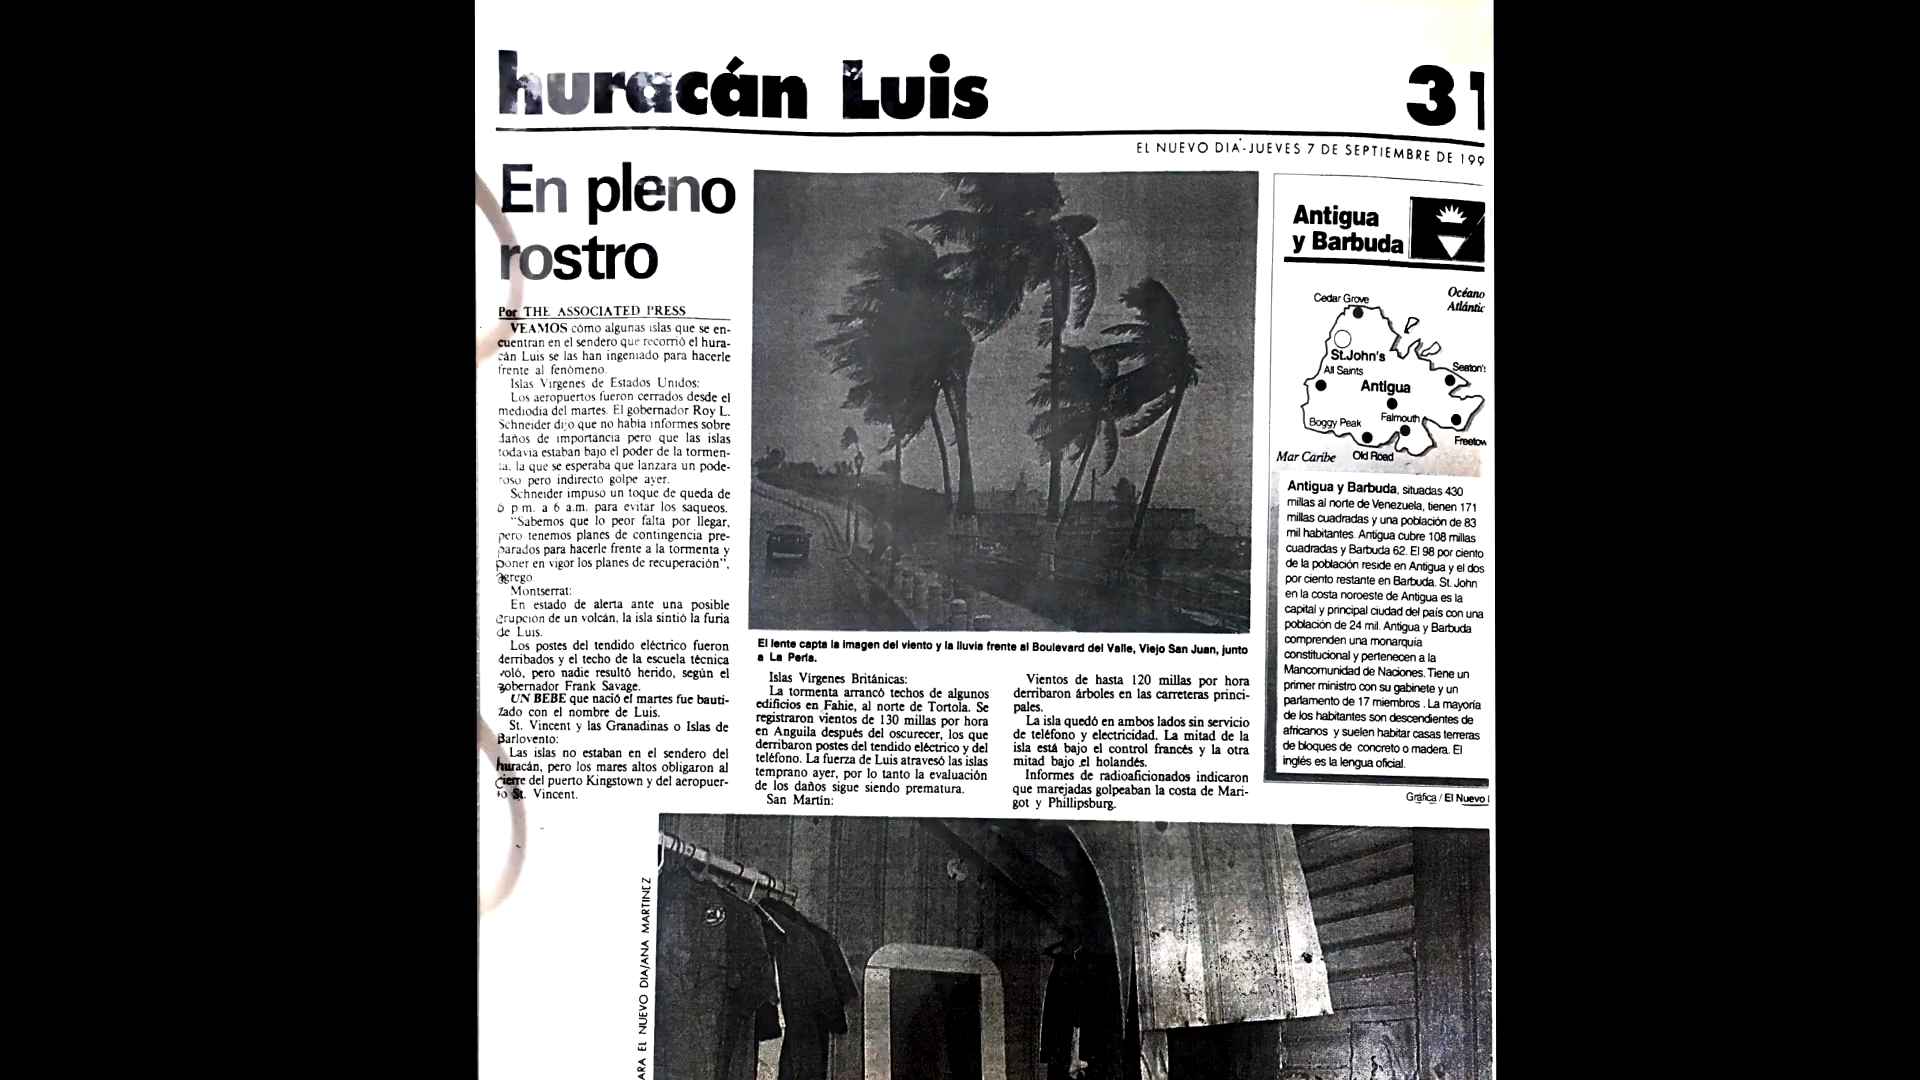 huracán Luis
31
EL NUEVO DIA-JUEVES 7 DE SEPTIEMBRE DE 199
En pleno
rostro
Por THE ASSOCIATED PRESS
VEAMOS cómo algunas islas que se en-
cuentran en el sendero que recorrió el hura-
cán Luis se las han ingeniado para hacerle
frente al fenómeno.
Islas Vírgenes de Estados Unidos:
Los aeropuertos fueron cerrados desde el
mediodía del martes. El gobernador Roy L.
Schneider dijo que no había informes sobre
daños de importancia pero que las islas
todavía estaban bajo el poder de la tormen-
ta, la que se esperaba que lanzara un pode-
roso pero indirecto golpe ayer.
Schneider impuso un toque de queda de
6 p.m. a 6 a.m. para evitar los saqueos.
"Sabemos que lo peor falta por llegar,
pero tenemos planes de contingencia pre-
parados para hacerle frente a la tormenta y
poner en vigor los planes de recuperación",
agregó.
Montserrat:
En estado de alerta ante una posible
erupción de un volcán, la isla sintió la furia
de Luis.
Los postes del tendido eléctrico fueron
derribados y el techo de la escuela técnica
voló, pero nadie resultó herido, según el
gobernador Frank Savage.
UN BEBE que nació el martes fue bauti-
zado con el nombre de Luis.
St. Vincent y las Granadinas o Islas de
Barlovento:
Las islas no estaban en el sendero del
huracán, pero los mares altos obligaron al
cierre del puerto Kingstown y del aeropuer-
to St. Vincent.
El lente capta la imagen del viento y la lluvia frente al Boulevard del Valle, Viejo San Juan, junto
a La Perla.
Islas Vírgenes Británicas:
La tormenta arrancó techos de algunos
edificios en Fahie, al norte de Tortola. Se
registraron vientos de 130 millas por hora
en Anguila después del oscurecer, los que
derribaron postes del tendido eléctrico y del
teléfono. La fuerza de Luis atravesó las islas
temprano ayer, por lo tanto la evaluación
de los daños sigue siendo prematura.
San Martín:
Vientos de hasta 120 millas por hora
derribaron árboles en las carreteras princi-
pales.
La isla quedó en ambos lados sin servicio
de teléfono y electricidad. La mitad de la
isla está bajo el control francés y la otra
mitad bajo el holandés.
Informes de radioaficionados indicaron
que marejadas golpeaban la costa de Mari-
got y Phillipsburg.
Antigua
y Barbuda
Océano
Atlántic
Cedar Grove
St.John's
All Saints
Seaton's
Antigua
Falmouth
Boggy Peak
Freetow
Mar Caribe
Old Road
Antigua y Barbuda, situadas 430
millas al norte de Venezuela, tienen 171
millas cuadradas y una población de 83
mil habitantes. Antigua cubre 108 millas
cuadradas y Barbuda 62. El 98 por ciento
de la población reside en Antigua y el dos
por ciento restante en Barbuda. St. John
en la costa noroeste de Antigua es la
capital y principal ciudad del país con una
población de 24 mil. Antigua y Barbuda
comprenden una monarquía
constitucional y pertenecen a la
Mancomunidad de Naciones. Tiene un
primer ministro con su gabinete y un
parlamento de 17 miembros . La mayoría
de los habitantes son descendientes de
africanos y suelen habitar casas terreras
de bloques de concreto o madera. El
inglés es la lengua oficial.
Gráfica / El Nuevo
ARA EL NUEVO DIA/ANA MARTINEZ